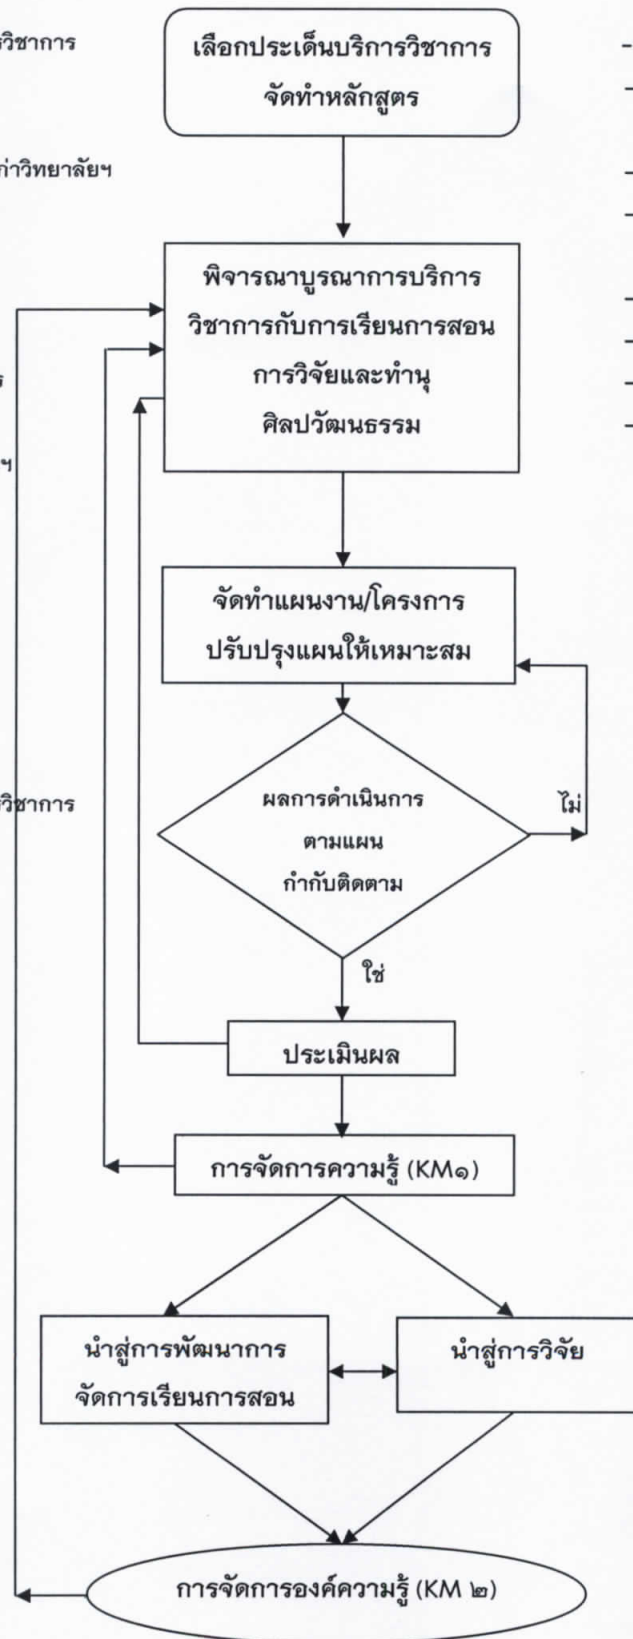 เลือกประเด็นบริการวิชาการ
จัดทำหลักสูตร
วิชาการ
วิทยาลัยฯ
พิจารณาบูรณาการบริการ
วิชาการกับการเรียนการสอน
การวิจัยและทำนุ
ศิลปวัฒนธรรม
จัดทำแผนงาน/โครงการ
ปรับปรุงแผนให้เหมาะสม
วิชาการ
ผลการดำเนินการ
ตามแผน
กำกับติดตาม
ไม่
ใช่
ประเมินผล
การจัดการความรู้ (KM๑)
นำสู่การพัฒนาการ
จัดการเรียนการสอน
นำสู่การวิจัย
การจัดการองค์ความรู้ (KM ๒)